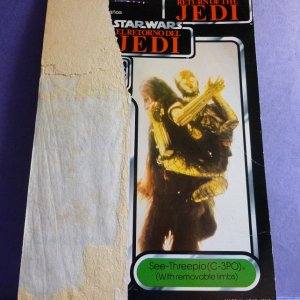 RETURN OF THE
JEDI
STAR WARS
EL RETORNO DEL
JEDI
See-Threepio (C-3PO)
(With removable limbs)